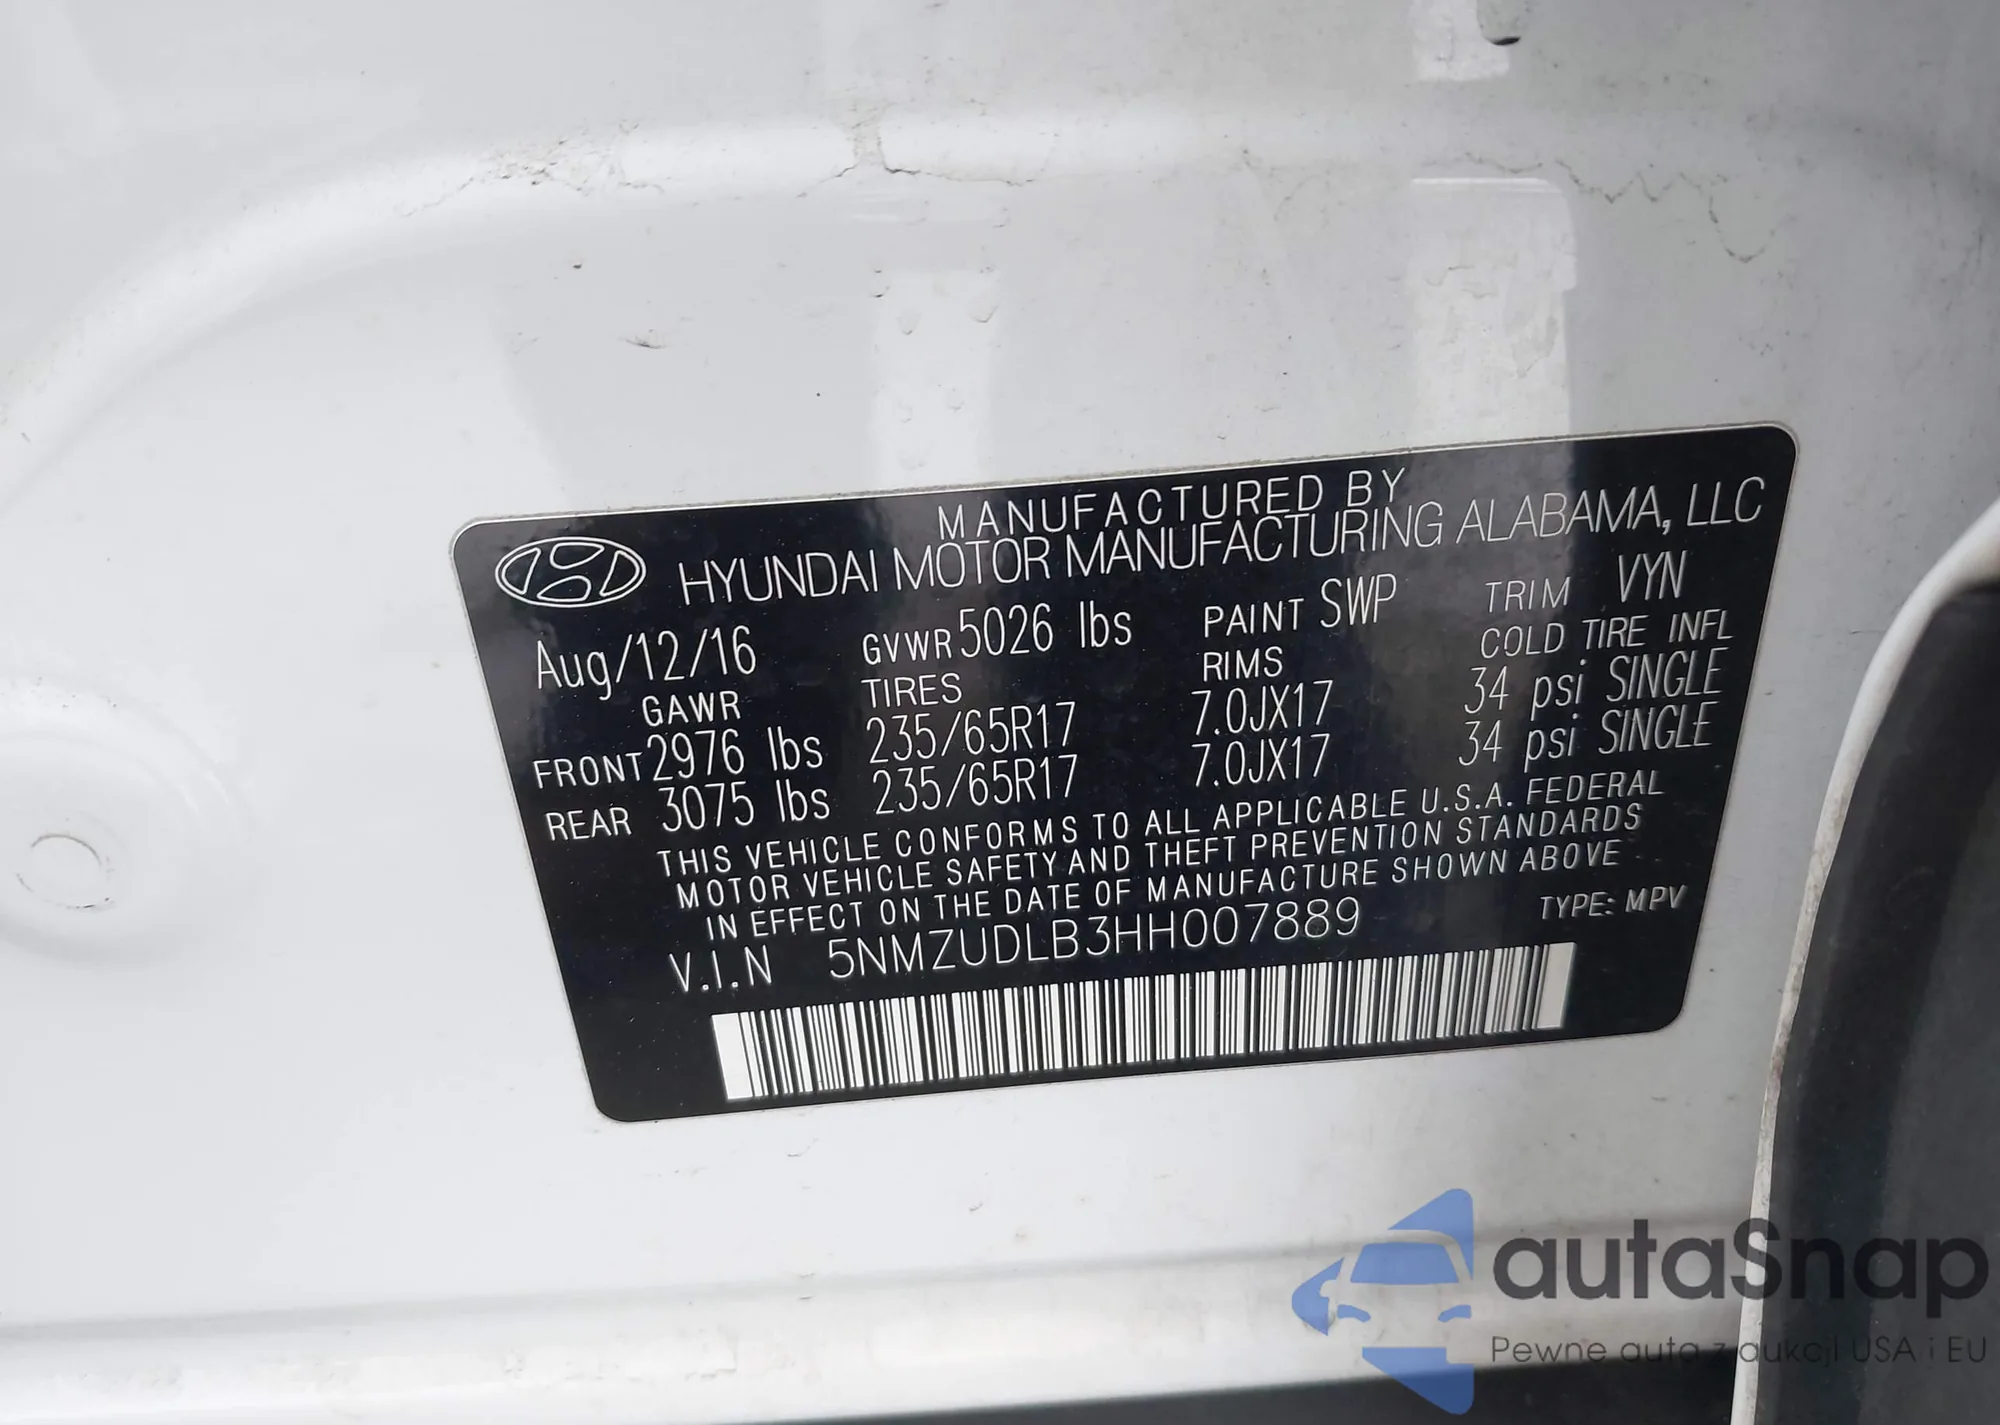 MANUFACTURED BY
HYUNDAI MOTOR MANUFACTURING ALABAMA, LLC
Aug/12/16 GVWR 5026 lbs PAINT SWP TRIM VYN
GAWR TIRES RIMS COLD TIRE INFL
FRONT 2976 lbs 235/65R17 7.0JX17 34 psi SINGLE
REAR 3075 lbs 235/65R17 7.0JX17 34 psi SINGLE
THIS VEHICLE CONFORMS TO ALL APPLICABLE U.S.A. FEDERAL
MOTOR VEHICLE SAFETY AND THEFT PREVENTION STANDARDS
IN EFFECT ON THE DATE OF MANUFACTURE SHOWN ABOVE
V.I.N 5NMZUDLB3HH007889 TYPE: MPV
autaSnap
Pewne auta z aukcji USA i EU